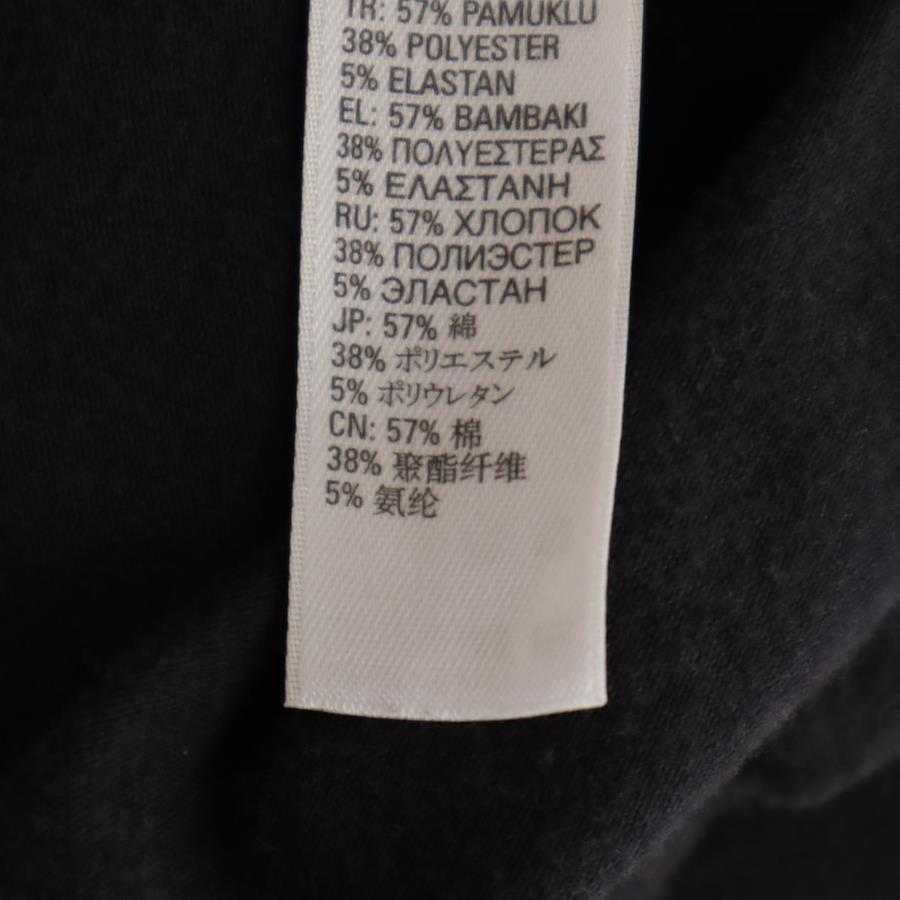 TR: 57% PAMUKLU
38% POLYESTER
5% ELASTAN
EL: 57% ΒΑΜΒΑΚΙ
38% ΠΟΛΥΕΣΤΕΡΑΣ
5% ΕΛΑΣΤΑΝΗ
RU: 57% ХЛОПОК
38% ПОЛИЭСТЕР
5% ЭЛАСТАН
JP: 57% 綿
38% ポリエステル
5% ポリウレタン
CN: 57% 棉
38% 聚酯纤维
5% 氨纶